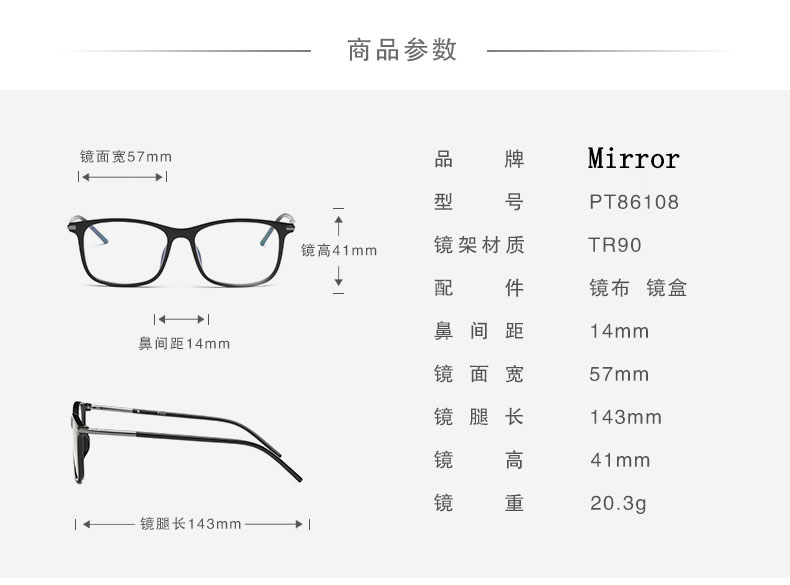 商品参数
镜面宽57mm
镜高41mm
鼻间距14mm
镜腿长143mm
品牌 Mirror
型号 PT86108
镜架材质 TR90
配件 镜布 镜盒
鼻间距 14mm
镜面宽 57mm
镜腿长 143mm
镜高 41mm
镜重 20.3g